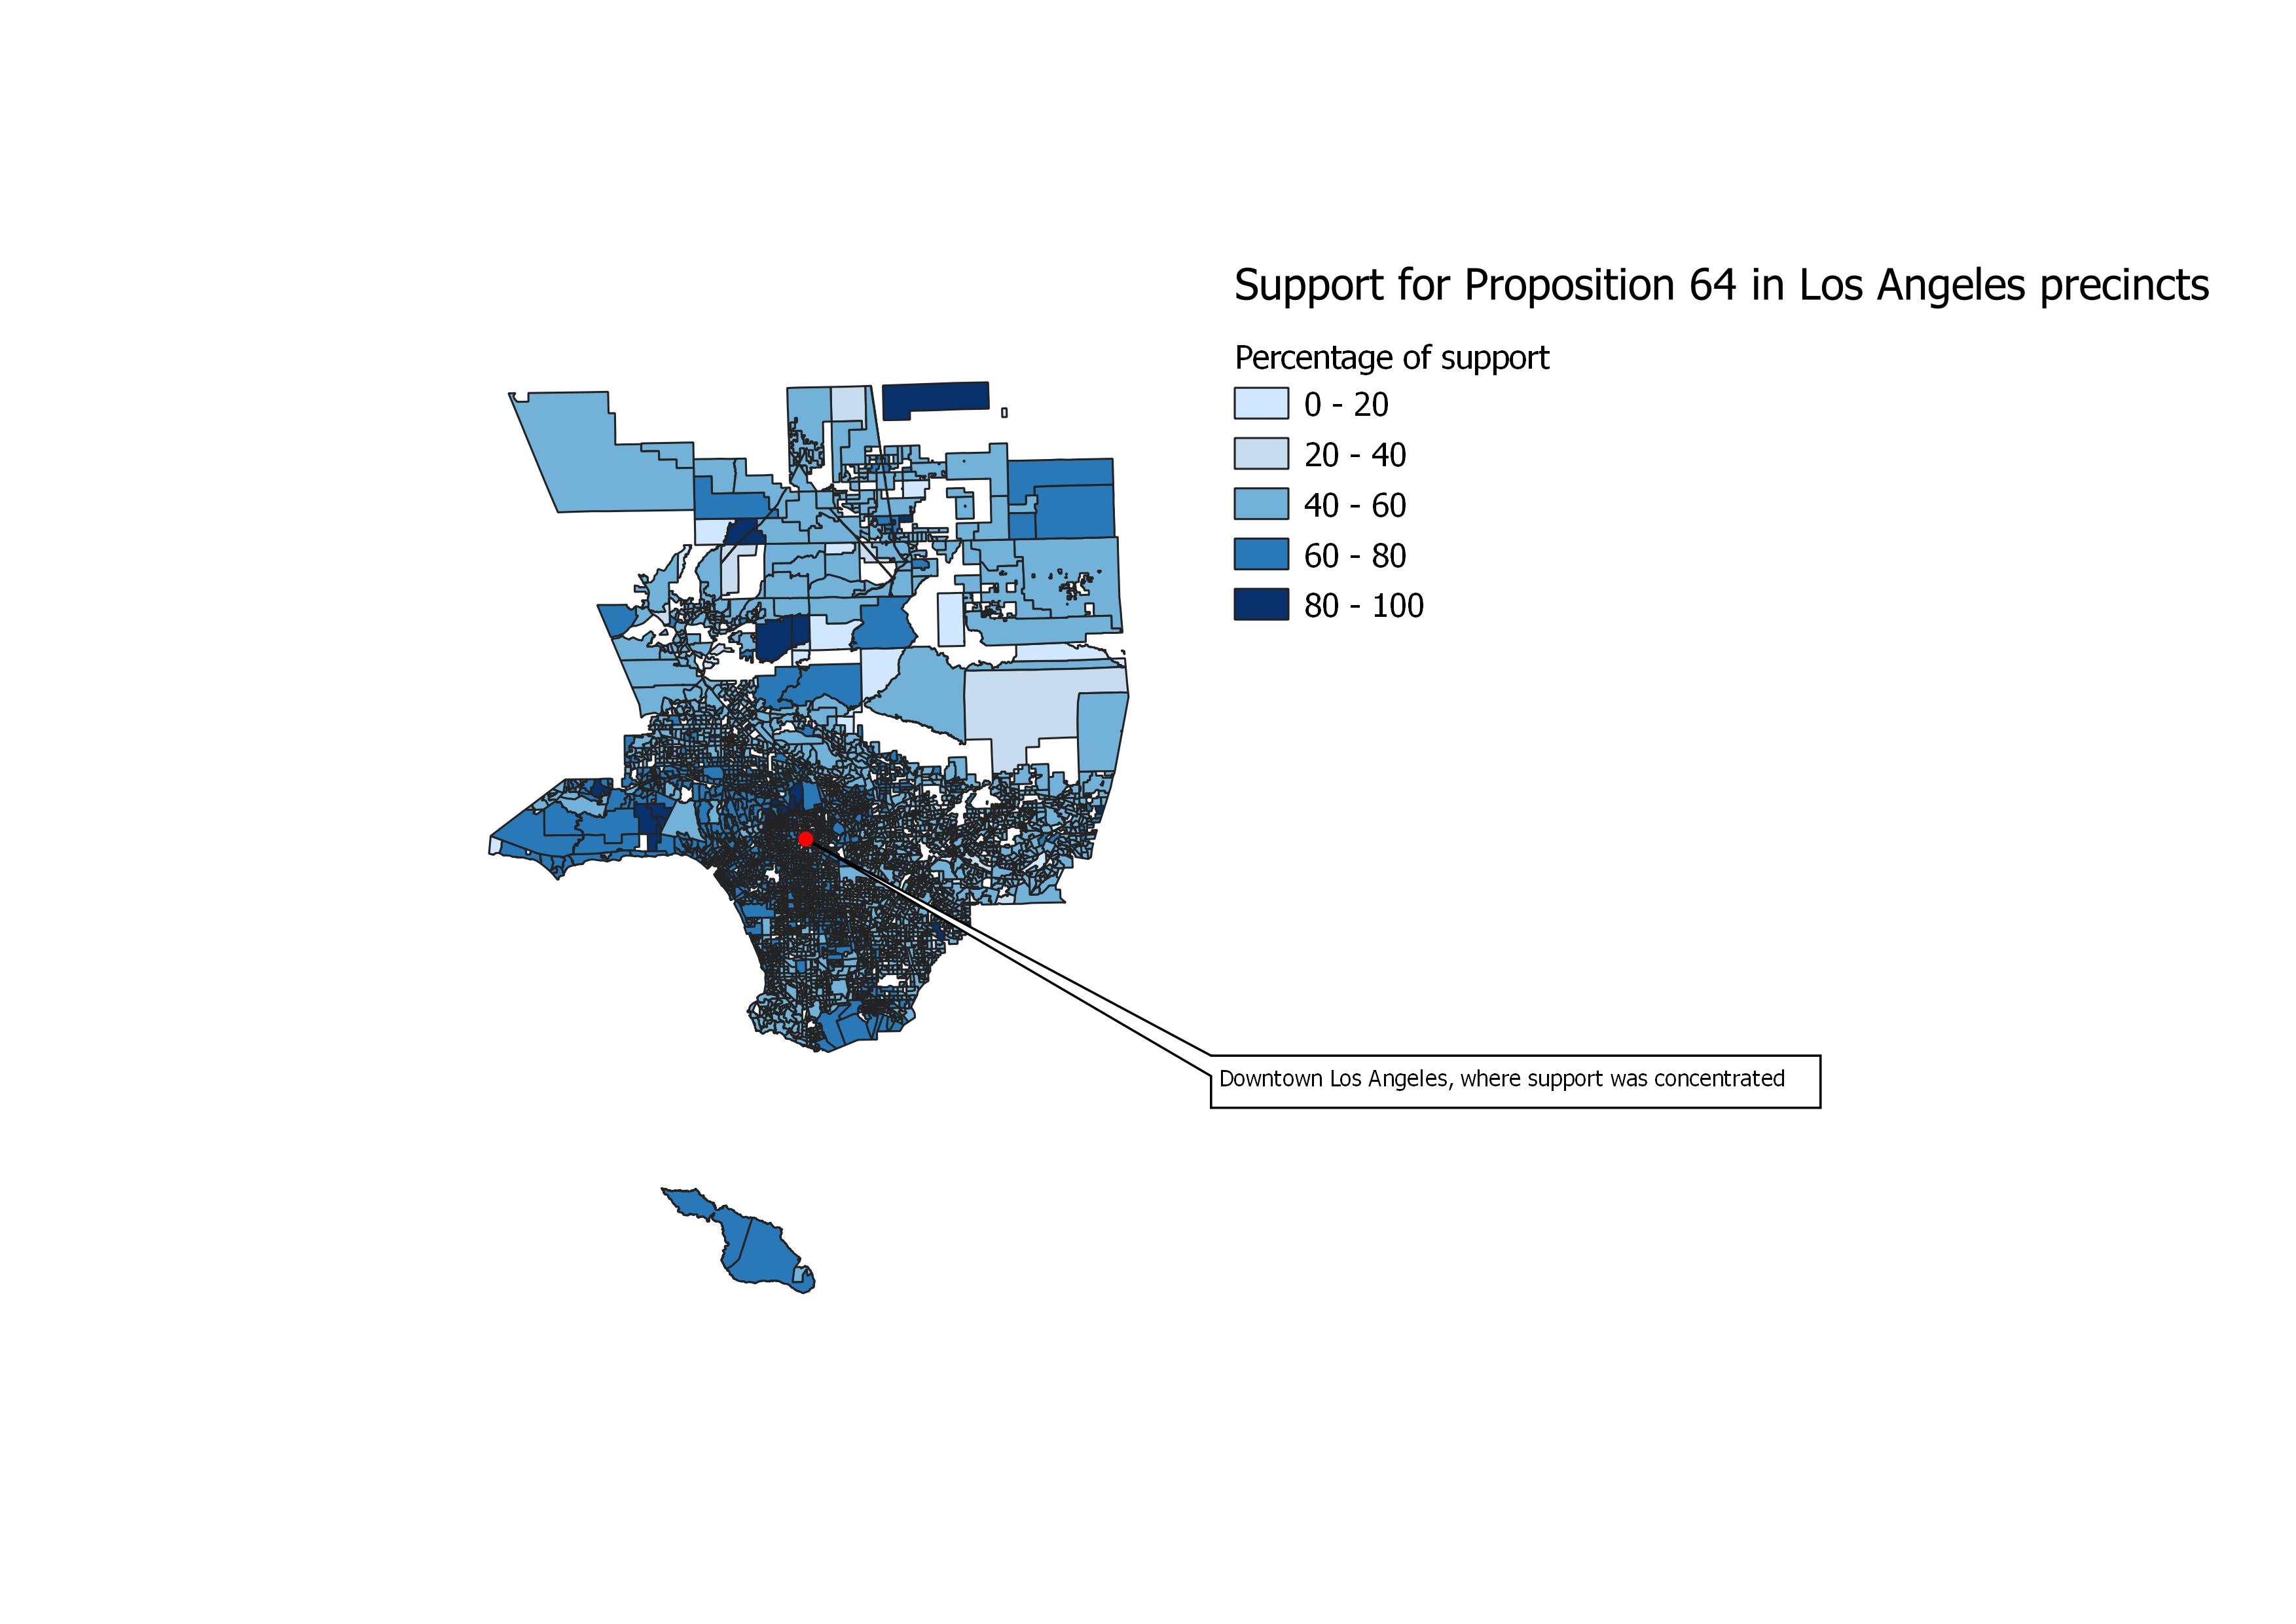 Support for Proposition 64 in Los Angeles precincts
Percentage of support
0 - 20
20 - 40
40 - 60
60 - 80
80 - 100
Downtown Los Angeles, where support was concentrated